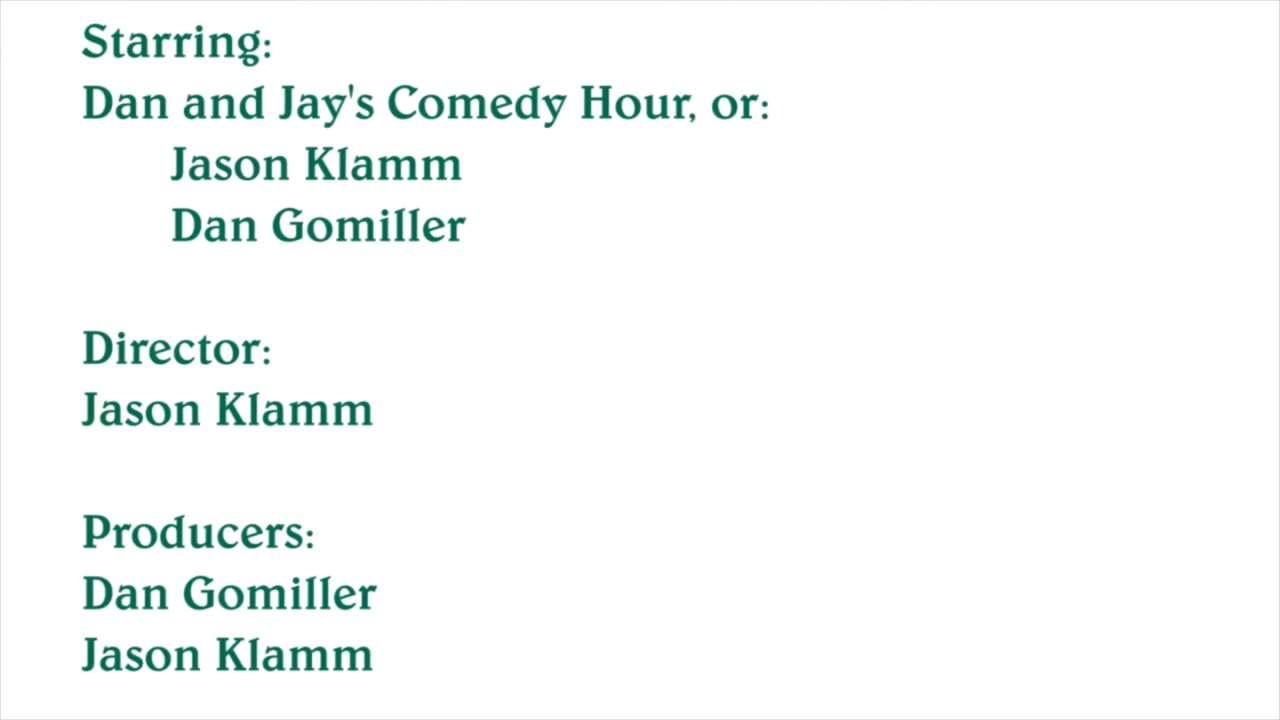 Starring:
Dan and Jay's Comedy Hour, or:
Jason Klamm
Dan Gomiller
Director:
Jason Klamm
Producers:
Dan Gomiller
Jason Klamm